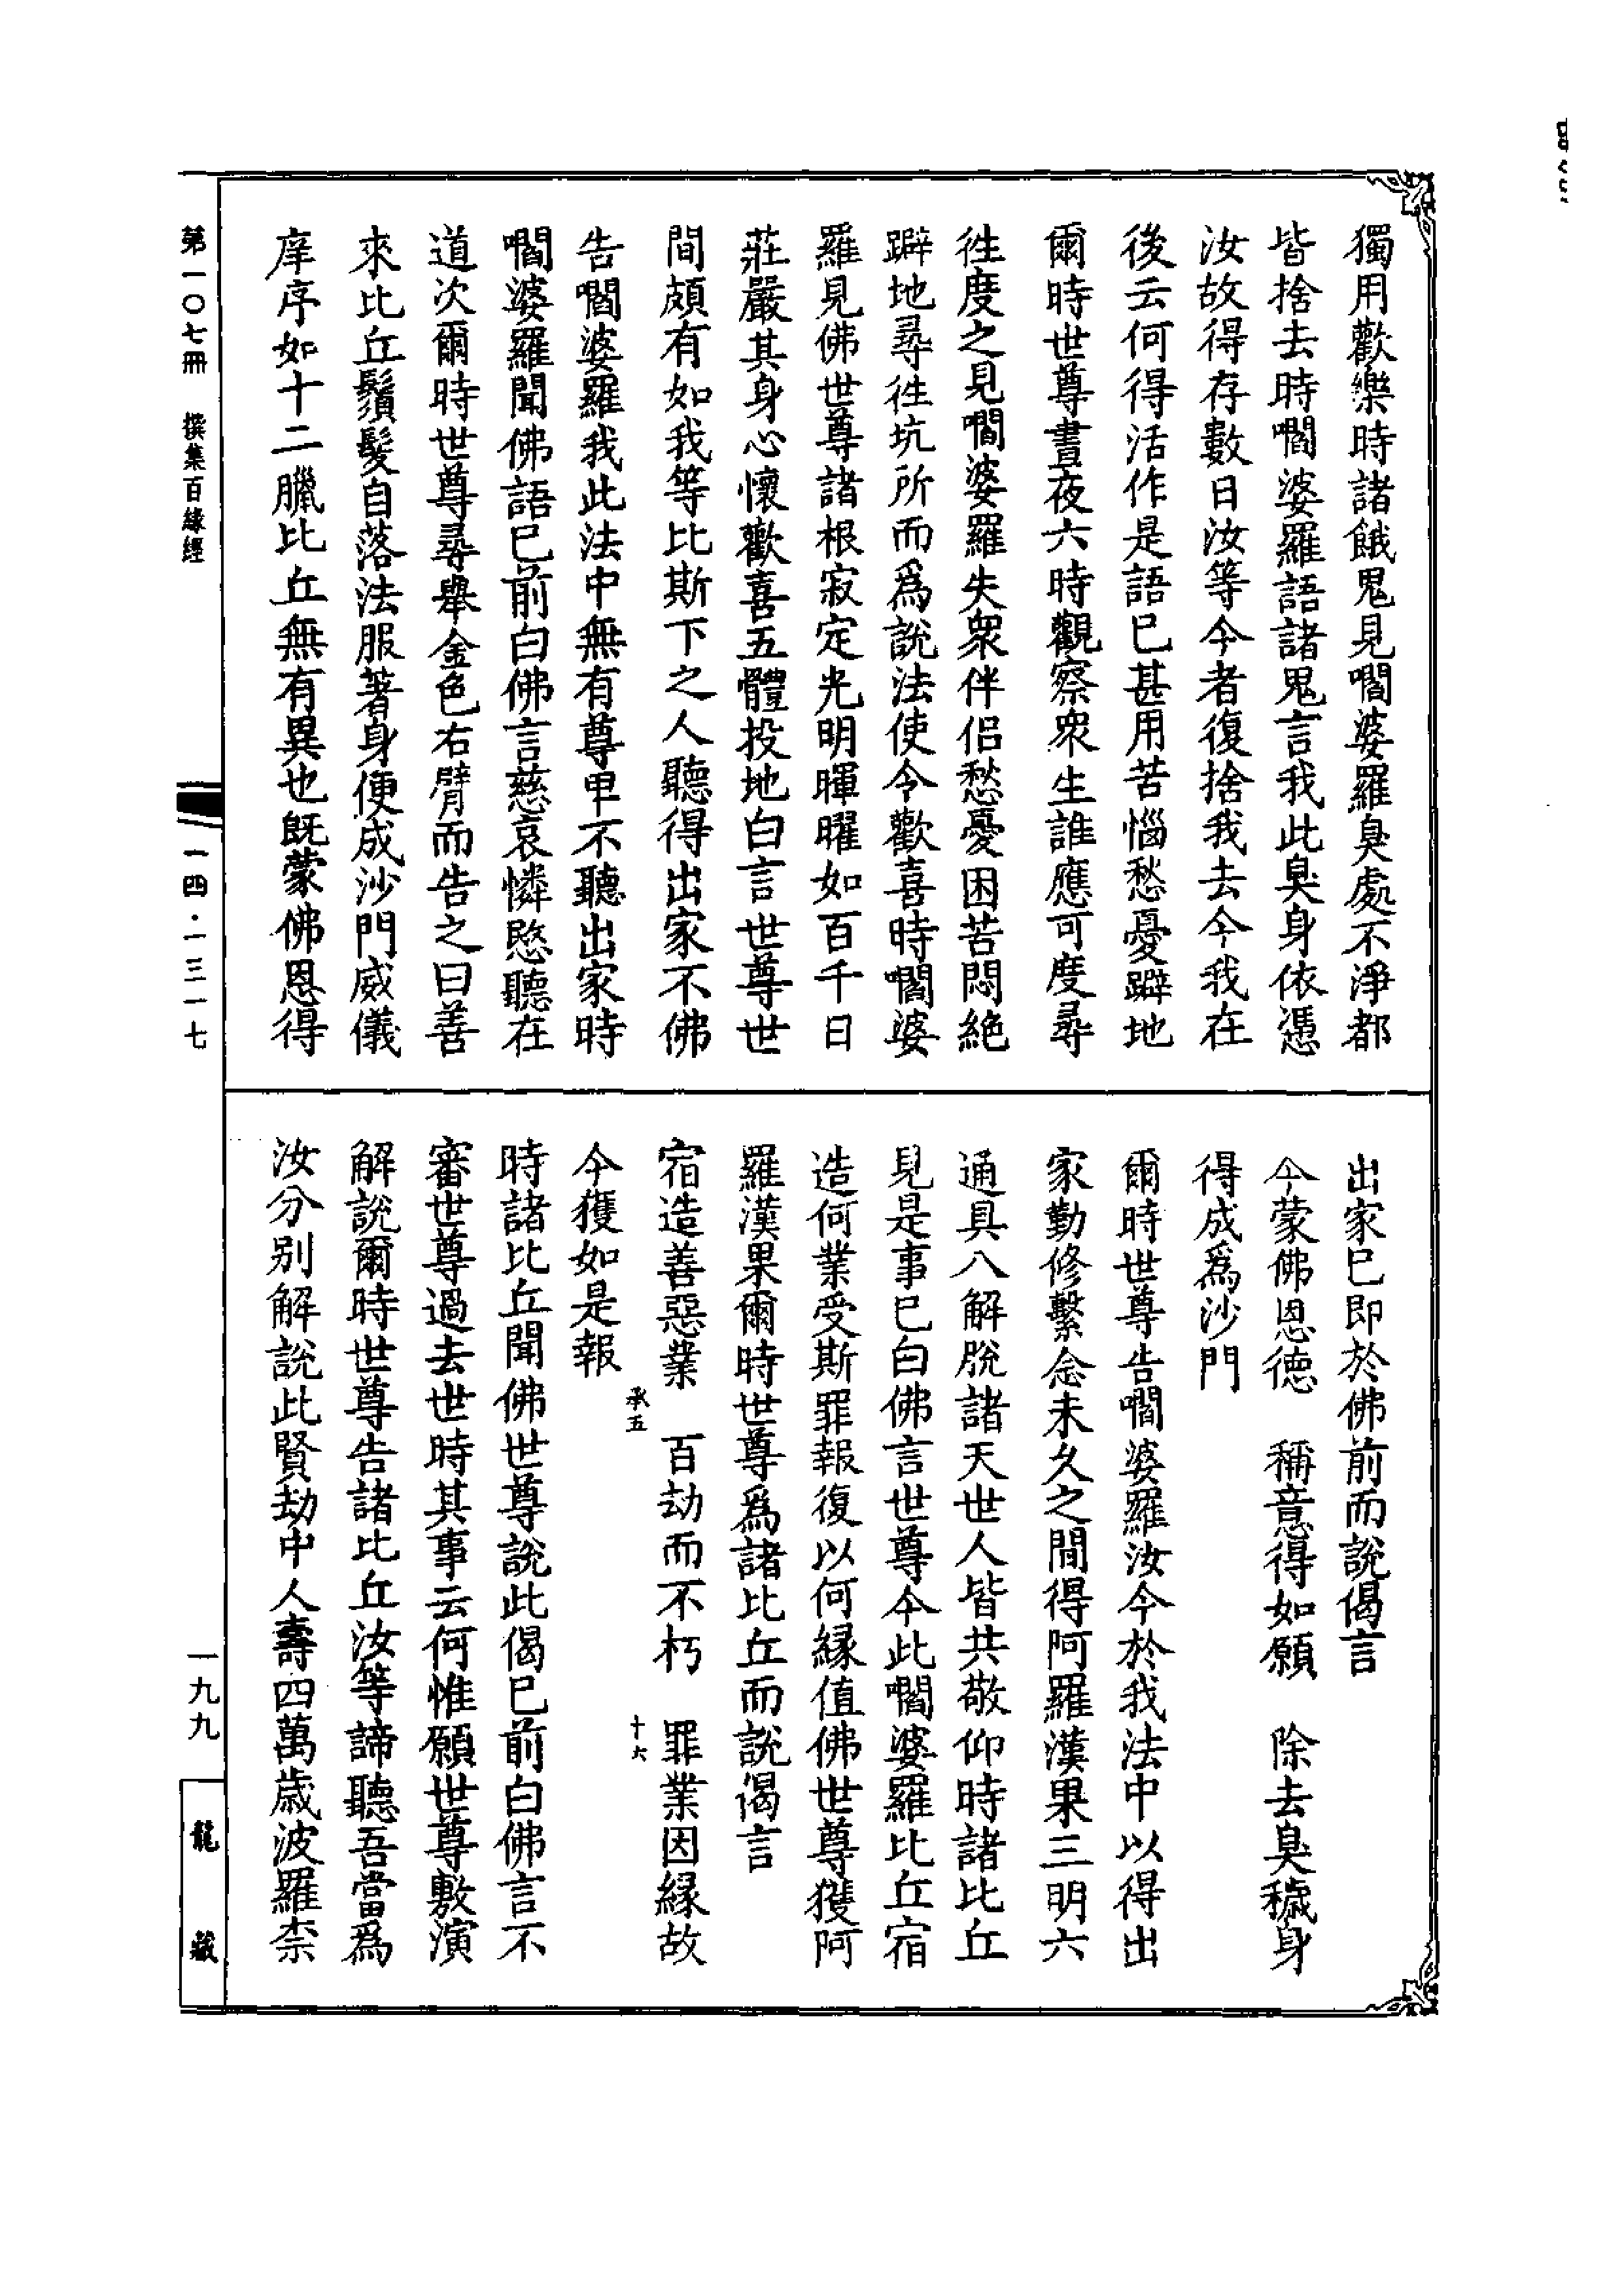 獨用歡樂時諸餓鬼見嚪婆羅臭處不淨都
皆捨去時嚪婆羅語諸鬼言我此臭身依憑
汝故得存數日汝等今者復捨我去今我在
後云何得活作是語已甚用苦惱愁憂躃地
爾時世尊晝夜六時觀察眾生誰應可度尋
往度之見嚪婆羅失眾伴侶愁憂困苦悶絕
躃地尋往坑所而爲說法使令歡喜時嚪婆
羅見佛世尊諸根寂定光明暉曜如百千日
莊嚴其身心懷歡喜五體投地白言世尊世
間頗有如我等比斯下之人聽得出家不佛
告嚪婆羅我此法中無有尊卑不聽出家時
嚪婆羅聞佛語已前白佛言慈哀憐愍聽在
道次爾時世尊尋舉金色右臂而告之曰善
來比丘鬚髮自落法服著身便成沙門威儀
庠序如十二臘比丘無有異也既蒙佛恩得
出家已即於佛前而說偈言
今蒙佛恩德　稱意得如願　除去臭穢身
得成爲沙門
爾時世尊告嚪婆羅汝今於我法中以得出
家勤修繫念未久之間得阿羅漢果三明六
通具八解脫諸天世人皆共敬仰時諸比丘
見是事已白佛言世尊今此嚪婆羅比丘宿
造何業受斯罪報復以何緣值佛世尊獲阿
羅漢果爾時世尊爲諸比丘而說偈言
宿造善惡業　百劫而不朽　罪業因緣故
承五　十六
今獲如是報
時諸比丘聞佛世尊說此偈已前白佛言不
審世尊過去世時其事云何惟願世尊敷演
解說爾時世尊告諸比丘汝等諦聽吾當爲
汝分別解說此賢劫中人壽四萬歲波羅柰
第一〇七冊　撰集百緣經
一四·一三一七
一九九
龍藏